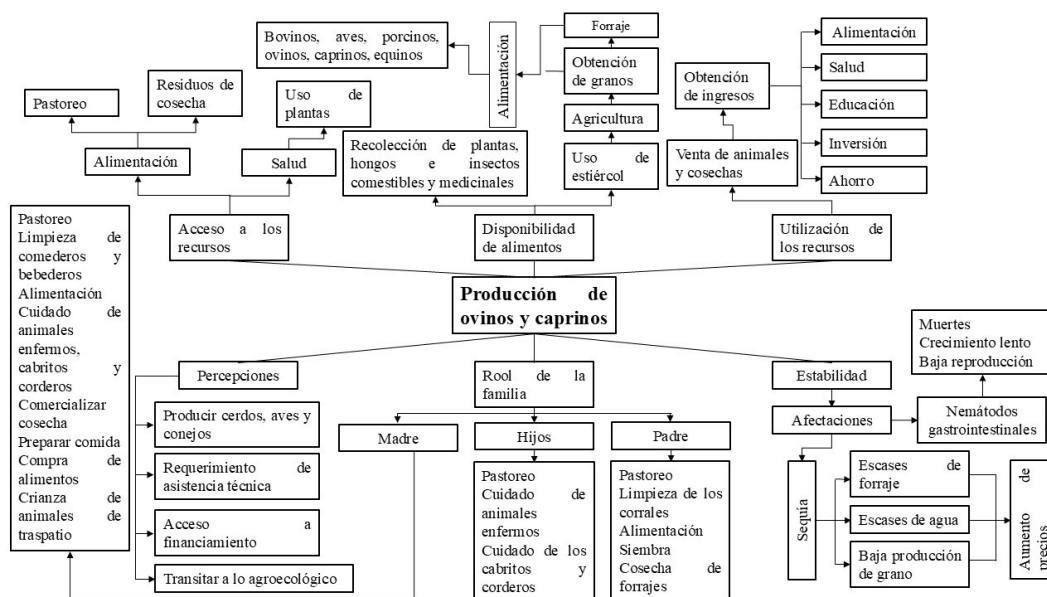 Bovinos, aves, porcinos,
ovinos, caprinos, equinos
Alimentación
Forraje
Obtención
de granos
Agricultura
Uso de
estiércol
Obtención
de ingresos
Alimentación
Salud
Educación
Inversión
Ahorro
Pastoreo
Residuos de
cosecha
Uso de
plantas
Alimentación
Salud
Recolección de plantas,
hongos e insectos
comestibles y medicinales
Venta de animales
y cosechas
Acceso a los
recursos
Disponibilidad
de alimentos
Utilización de
los recursos
Producción de
ovinos y caprinos
Pastoreo
Limpieza de
comederos y
bebederos
Alimentación
Cuidado de
animales
enfermos,
cabritos y
corderos
Comercializar
cosecha
Preparar comida
Compra de
alimentos
Crianza de
animales de
traspatio
Percepciones
Producir cerdos, aves y
conejos
Requerimiento de
asistencia técnica
Acceso a
financiamiento
Transitar a lo agroecológico
Rool de la
familia
Madre
Hijos
Padre
Pastoreo
Cuidado de
animales
enfermos
Cuidado de los
cabritos y
corderos
Pastoreo
Limpieza de los
corrales
Alimentación
Siembra
Cosecha de
forrajes
Estabilidad
Afectaciones
Muertes
Crecimiento lento
Baja reproducción
Nemátodos
gastrointestinales
Sequía
Escases de
forraje
Escases de agua
Baja producción
de grano
Aumento de
precios